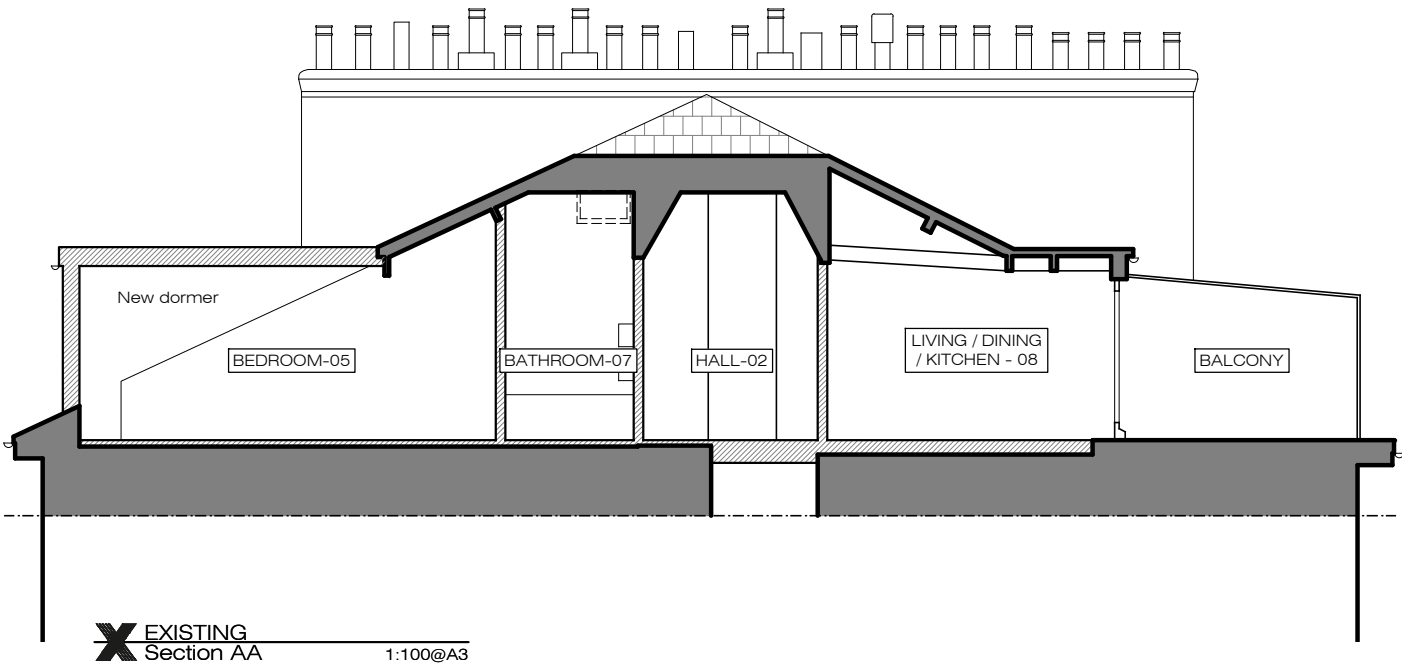 New dormer
BEDROOM-05
BATHROOM-07
HALL-02
LIVING / DINING
/ KITCHEN - 08
BALCONY
EXISTING
Section AA
1:100@A3